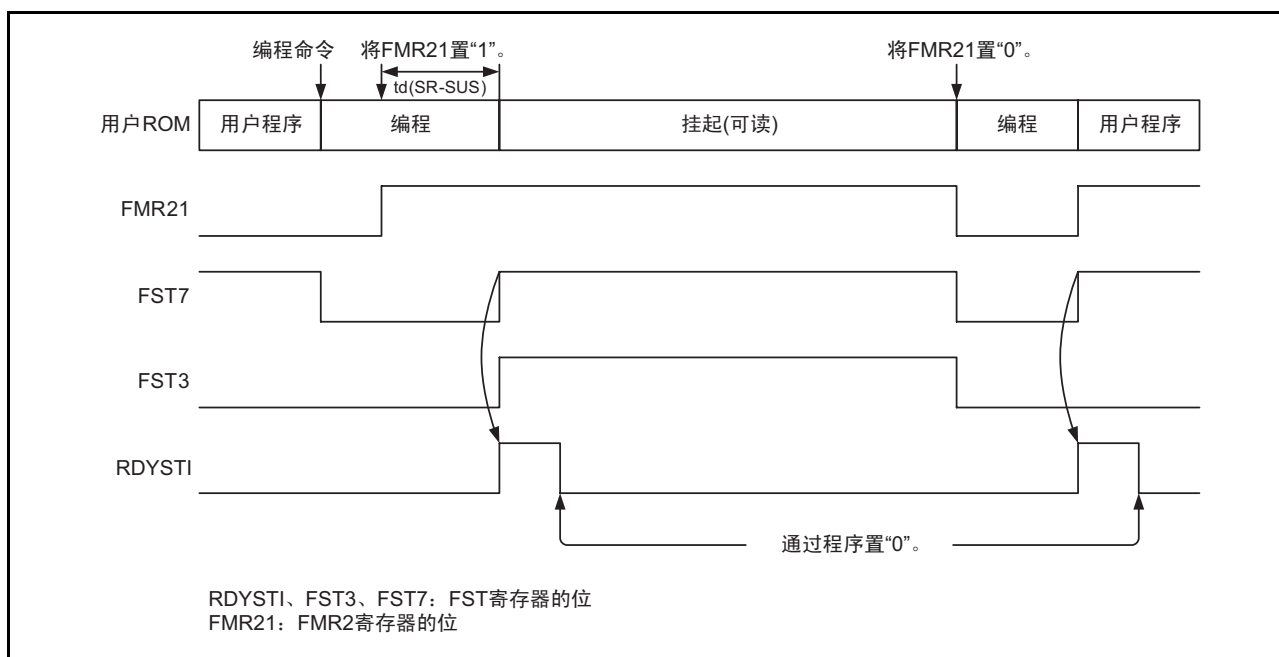 编程命令 将FMR21置“1”。 将FMR21置“0”。
td(SR-SUS)
用户ROM 用户程序 编程 挂起(可读) 编程 用户程序
FMR21
FST7
FST3
RDYSTI
通过程序置“0”。
RDYSTI、FST3、FST7：FST寄存器的位
FMR21：FMR2寄存器的位